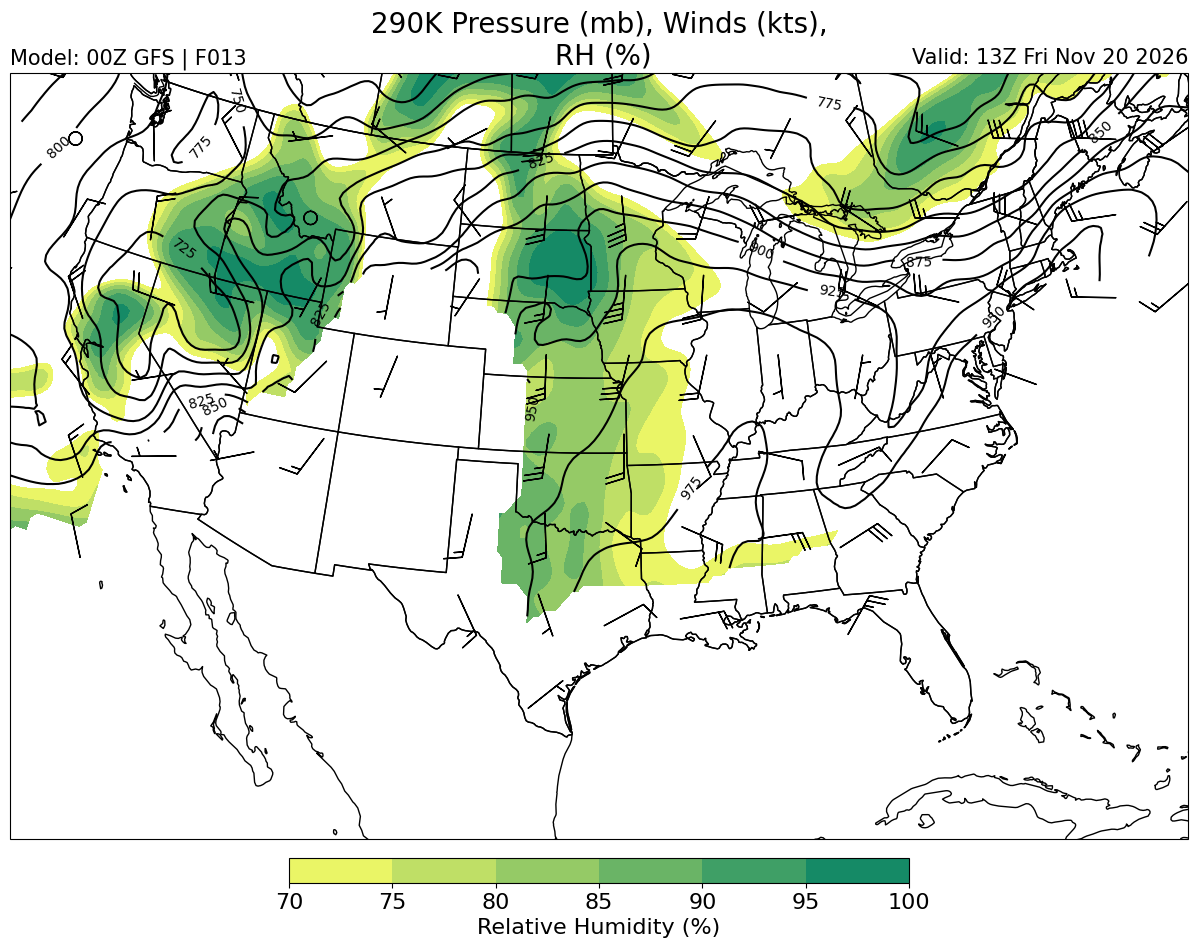 290K Pressure (mb), Winds (kts),
RH (%)
Model: 00Z GFS | F013
Valid: 13Z Fri Nov 20 2026
750
775
850
800
775
825
725
900
875
925
825
950
825
850
950
975
70 75 80 85 90 95 100
Relative Humidity (%)